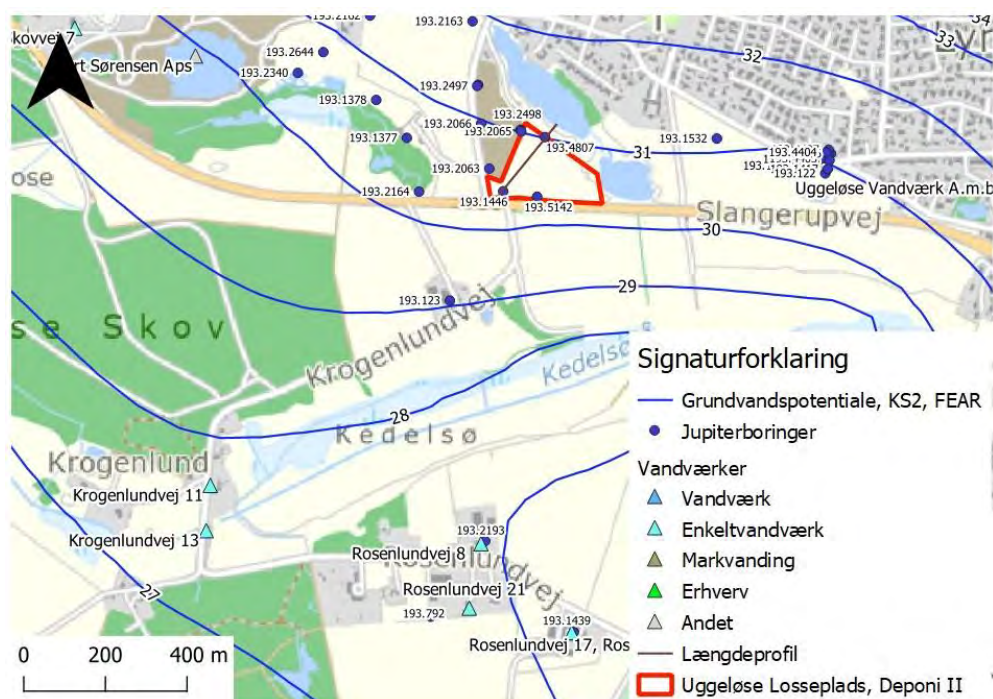 193.2162
193.2163
34
33
Skovvej 7
32
193.2644
rt Sørensen Aps
193.2340
193.2497
193.1378
193.2498
193.2066
193.2065
193.1377
193.4807
31
193.1532
193.4404
193.122
193.2063
Uggeløse Vandværk A.m.b
193.2164
193.1446
193.5142
Slangerupvej
30
ose
29
193.123
se Skov
Krogenlundvej
Kedelsø
28
Kedelsø
Krogenlund
Krogenlundvej 11
Krogenlundvej 13
193.2193
Rosenlundvej 8
Rosenlundvej
Rosenlundvej 21
27
193.792
193.1439
Rosenlundvej 17, Ros
0 200 400 m
Signaturforklaring
Grundvandspotentiale, KS2, FEAR
Jupiterboringer
Vandværker
Vandværk
Enkeltvandværk
Markvanding
Erhverv
Andet
Længdeprofil
Uggeløse Losseplads, Deponi II